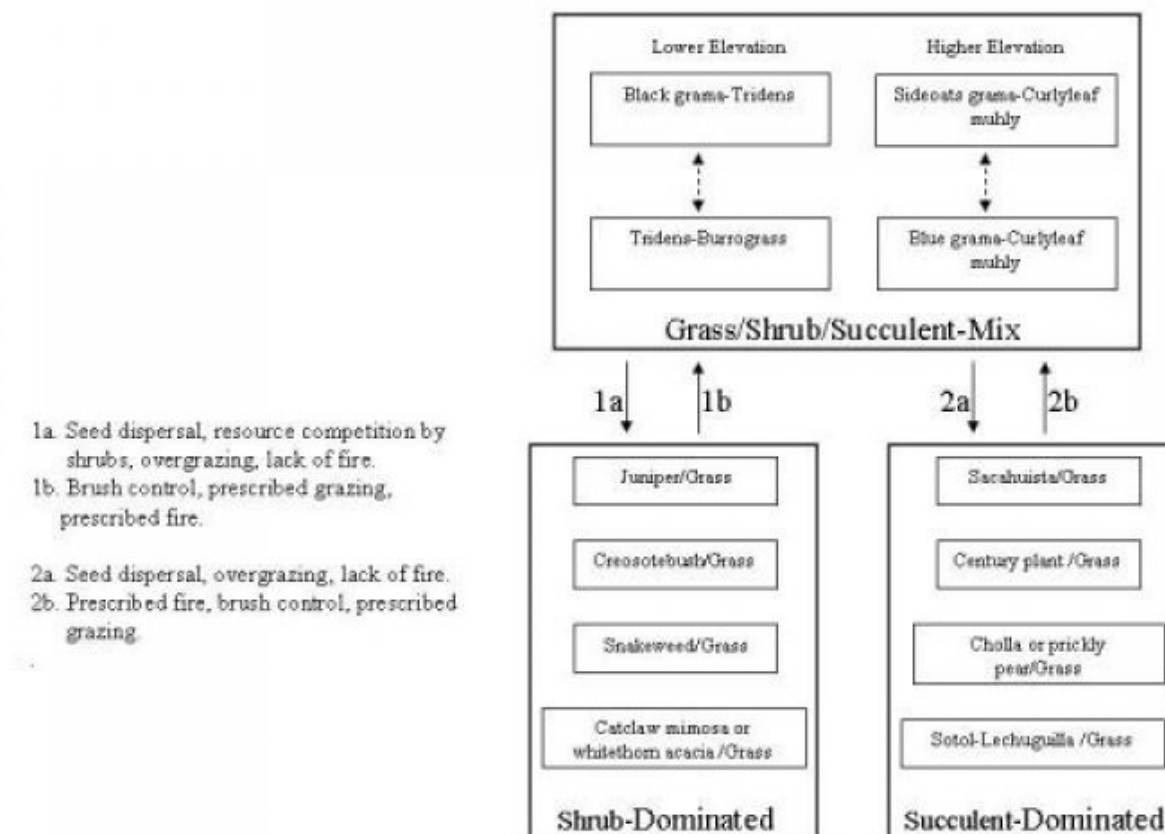 Lower Elevation
Higher Elevation
Black grama-Tridens
Sideoats grama-Curlyleaf
muhly
Tridens-Burrograss
Blue grama-Curlyleaf
muhly
Grass/Shrub/Succulent-Mix
1a
1b
2a
2b
1a. Seed dispersal, resource competition by
shrubs, overgrazing, lack of fire.
1b. Brush control, prescribed grazing,
prescribed fire.
2a. Seed dispersal, overgrazing, lack of fire.
2b. Prescribed fire, brush control, prescribed
grazing.
Juniper/Grass
Creosotebush/Grass
Snakeweed/Grass
Catclaw mimosa or
whitethorn acacia /Grass
Shrub-Dominated
Sacahuista/Grass
Century plant /Grass
Cholla or prickly
pear/Grass
Sotol-Lechuguilla /Grass
Succulent-Dominated